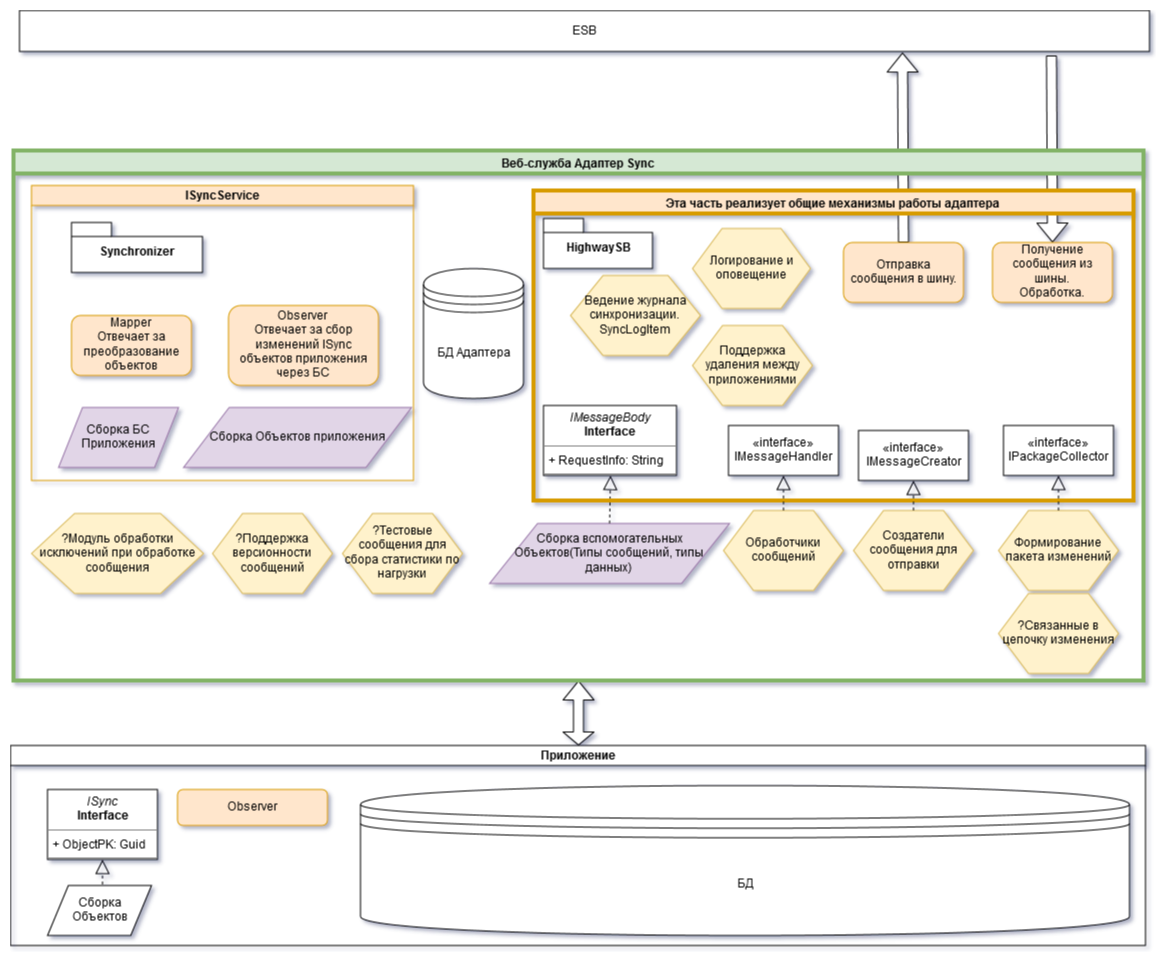 ESB
Веб-служба Адаптер Sync
ISyncService
Synchronizer
Mapper
Отвечает за
преобразование
объектов
Observer
Отвечает за сбор
изменений ISync
объектов приложения
через БС
Сборка БС
Приложения
Сборка Объектов приложения
БД Адаптера
Эта часть реализует общие механизмы работы адаптера
HighwaySB
Логирование и
оповещение
Ведение журнала
синхронизации.
SyncLogItem
Поддержка
удаления между
приложениями
Отправка
сообщения в шину.
Получение
сообщения из
шины.
Обработка.
IMessageBody
Interface
+ RequestInfo: String
«interface»
IMessageHandler
«interface»
IMessageCreator
«interface»
IPackageCollector
?Модуль обработки
исключений при обработке
сообщения
?Поддержка
версионности
сообщений
?Тестовые
сообщения для
сбора статистики по
нагрузки
Сборка вспомогательных
Объектов(Типы сообщений, типы
данных)
Обработчики
сообщений
Создатели
сообщения для
отправки
Формирование
пакета изменений
?Связанные в
цепочку изменения
Приложение
ISync
Interface
+ ObjectPK: Guid
Сборка
Объектов
Observer
БД